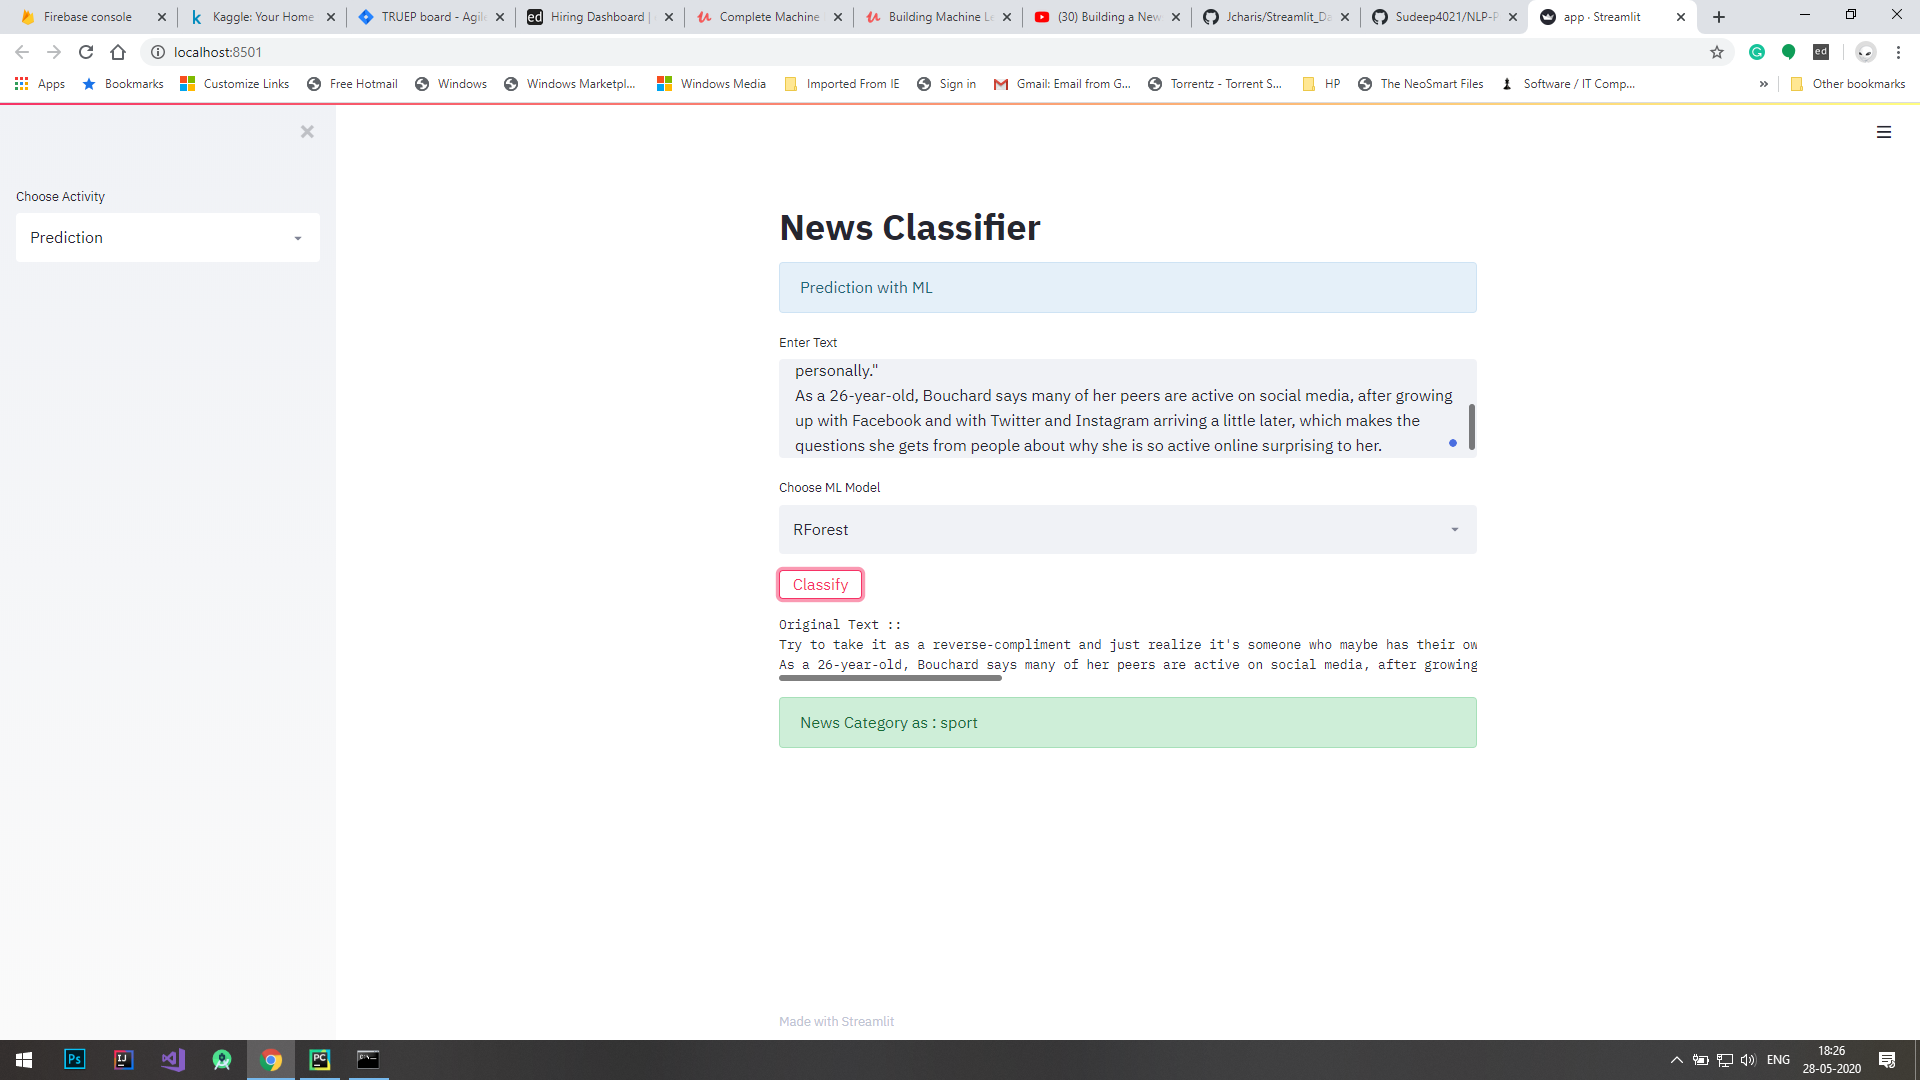 Firebase console
Kaggle: Your Home
TRUEP board - Agile
Hiring Dashboard |
Complete Machine
Building Machine Le
(30) Building a New
Jcharis/Streamlit_Da
Sudeep4021/NLP-P
app · Streamlit
localhost:8501
ed
Apps
Bookmarks
Customize Links
Free Hotmail
Windows
Windows Marketpl...
Windows Media
Imported From IE
Sign in
Gmail: Email from G...
Torrentz - Torrent S...
HP
The NeoSmart Files
Software / IT Comp...
»
Other bookmarks
Choose Activity
Prediction
News Classifier
Prediction with ML
Enter Text
personally."
As a 26-year-old, Bouchard says many of her peers are active on social media, after growing
up with Facebook and with Twitter and Instagram arriving a little later, which makes the
questions she gets from people about why she is so active online surprising to her.
Choose ML Model
RForest
Classify
Original Text ::
Try to take it as a reverse-compliment and just realize it's someone who maybe has their ow
As a 26-year-old, Bouchard says many of her peers are active on social media, after growing
News Category as : sport
Made with Streamlit
Ps
IJ
PC
ENG
18:26
28-05-2020